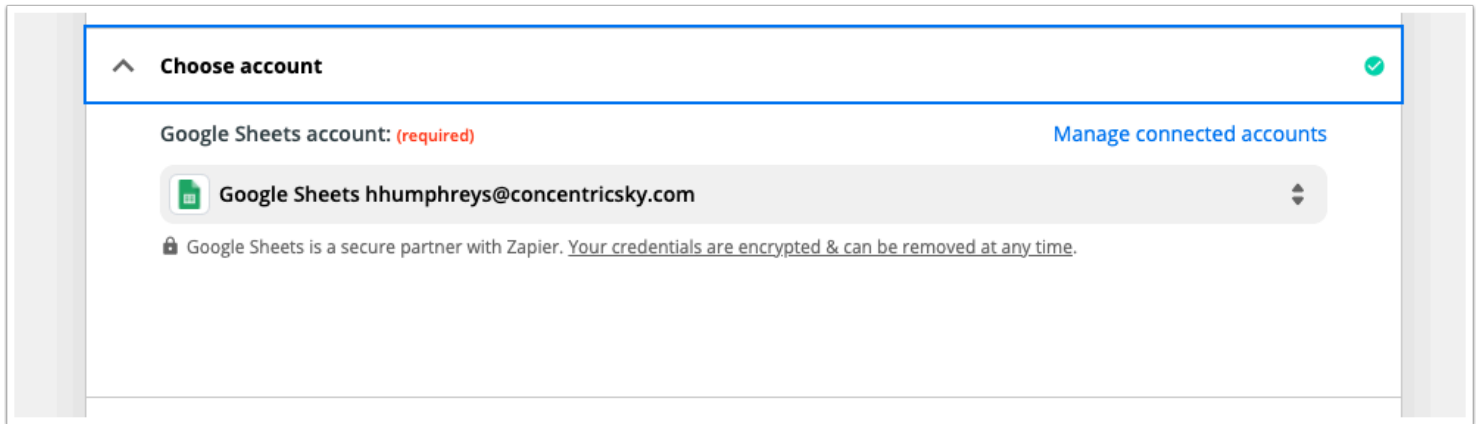 Choose account
Google Sheets account: (required)
Manage connected accounts
Google Sheets hhumphreys@concentricsky.com
Google Sheets is a secure partner with Zapier. Your credentials are encrypted & can be removed at any time.